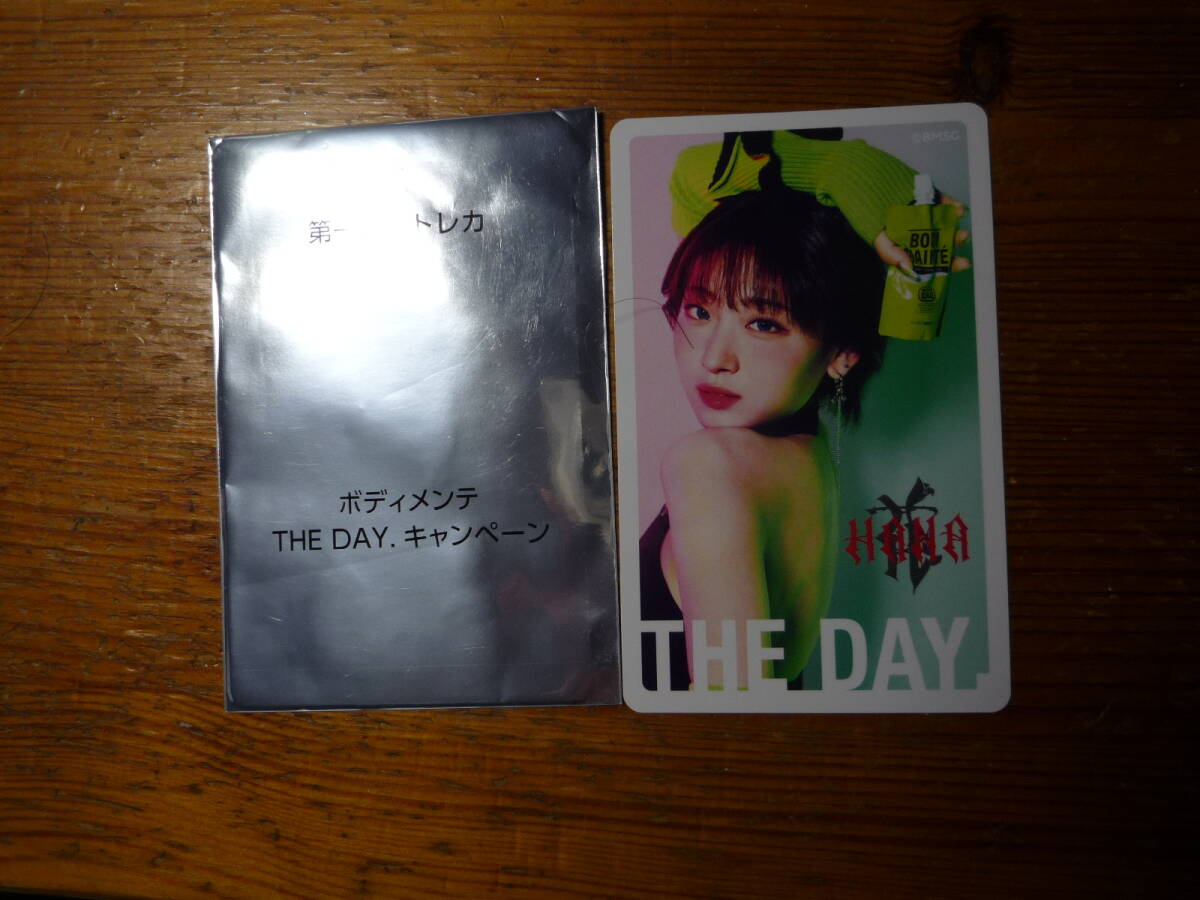 第一 トレカ
ボディメンテ
THE DAY. キャンペーン
©BMSG
BON
HANA
THE DAY.